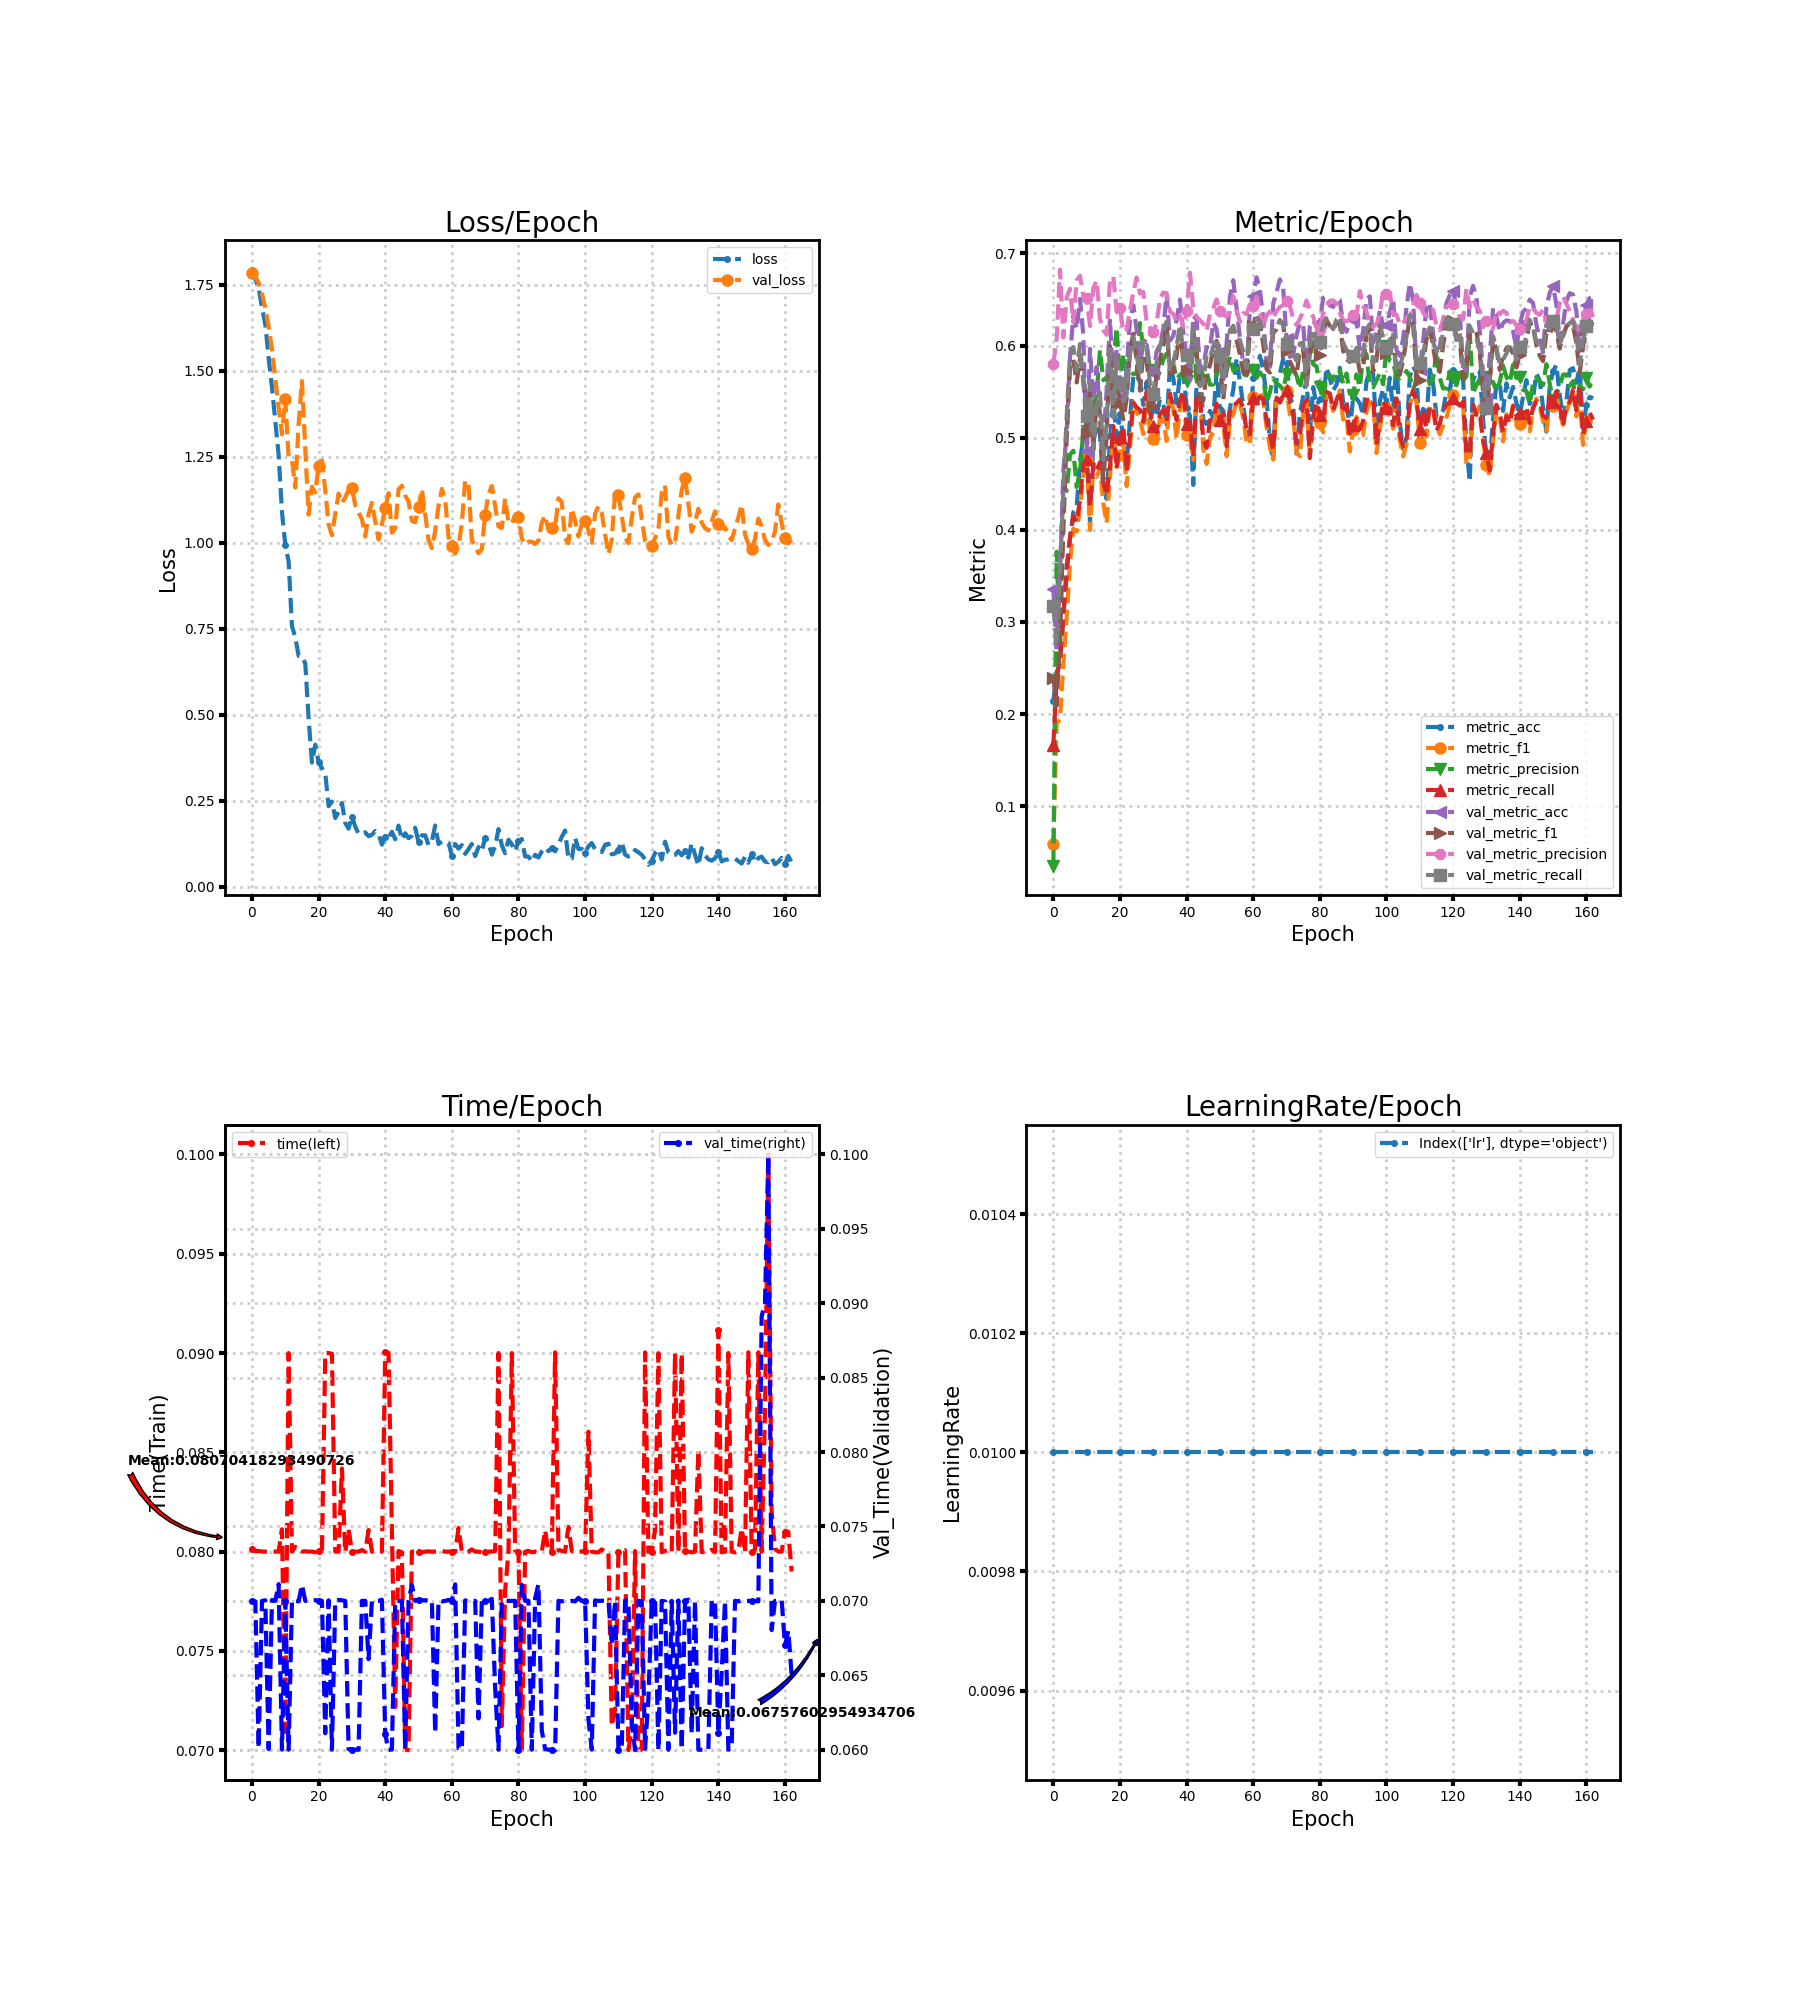 Loss/Epoch
loss
val_loss
1.75
1.50
1.25
1.00
0.75
0.50
0.25
0.00
Loss
0 20 40 60 80 100 120 140 160
Epoch
Metric/Epoch
0.7
0.6
0.5
0.4
0.3
0.2
0.1
Metric
metric_acc
metric_f1
metric_precision
metric_recall
val_metric_acc
val_metric_f1
val_metric_precision
val_metric_recall
0 20 40 60 80 100 120 140 160
Epoch
Time/Epoch
time(left)
val_time(right)
0.100
0.095
0.090
0.085
0.080
0.075
0.070
Time(Train)
Mean:0.08070418293490726
0.100
0.095
0.090
0.085
0.080
0.075
0.070
0.065
0.060
Val_Time(Validation)
Mean:0.06757602954934706
0 20 40 60 80 100 120 140 160
Epoch
LearningRate/Epoch
Index(['lr'], dtype='object')
0.0104
0.0102
0.0100
0.0098
0.0096
LearningRate
0 20 40 60 80 100 120 140 160
Epoch